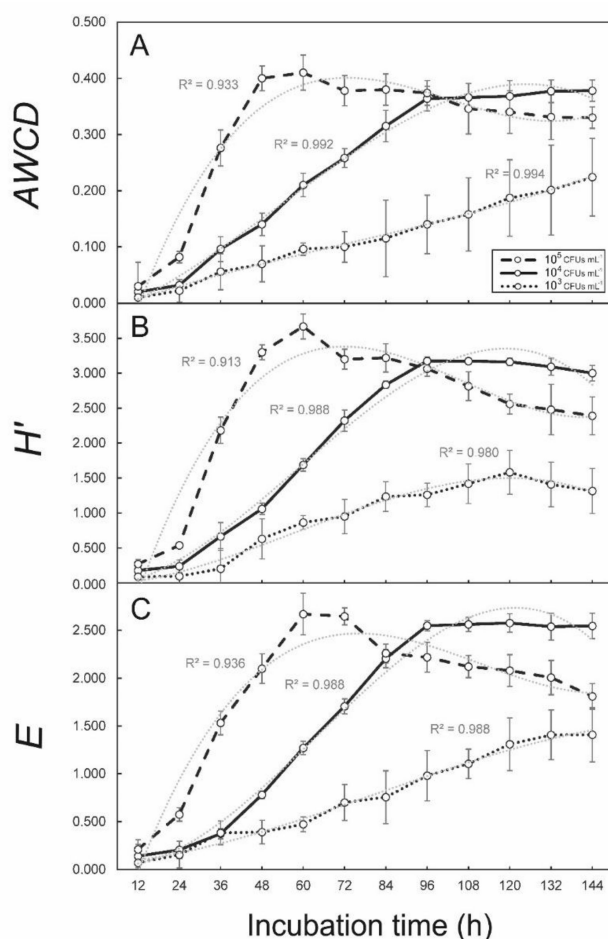 A
AWCD
0.500
0.400
0.300
0.200
0.100
0.000
R² = 0.933
R² = 0.992
R² = 0.994
10⁵ CFUs mL⁻¹
10⁴ CFUs mL⁻¹
10³ CFUs mL⁻¹
B
H'
3.500
3.000
2.500
2.000
1.500
1.000
0.500
0.000
R² = 0.913
R² = 0.988
R² = 0.980
C
E
2.500
2.000
1.500
1.000
0.500
0.000
R² = 0.936
R² = 0.988
R² = 0.988
12 24 36 48 60 72 84 96 108 120 132 144
Incubation time (h)